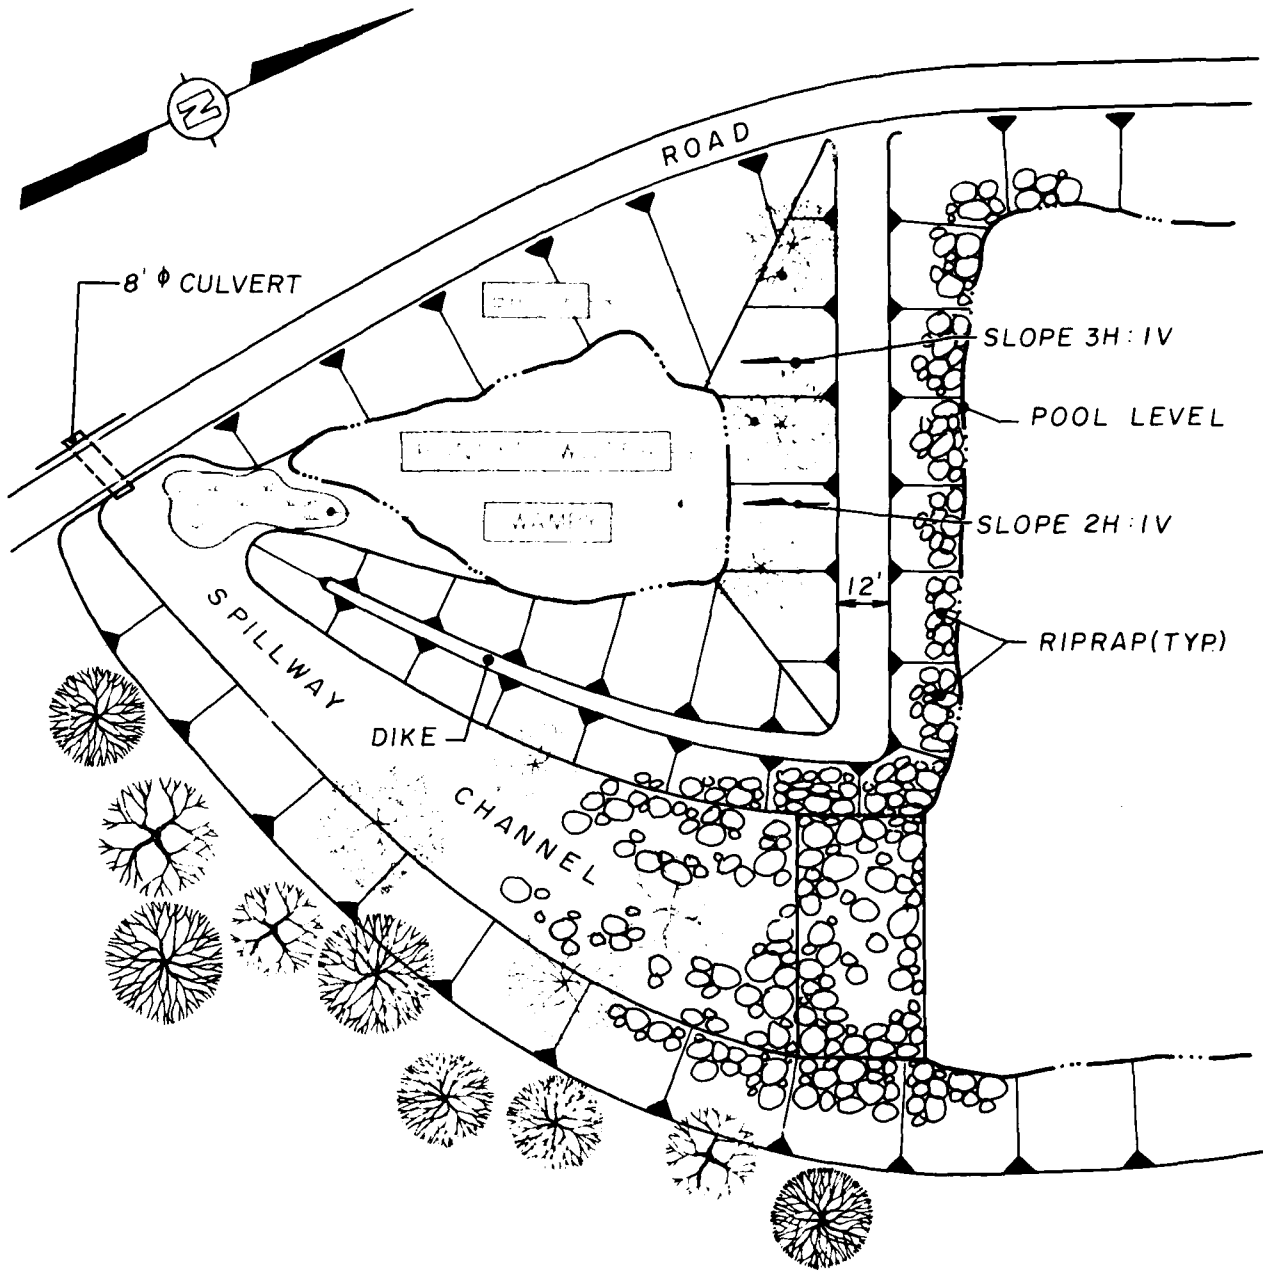 N
ROAD
8' ϕ CULVERT
SLOPE 3H : 1V
POOL LEVEL
SLOPE 2H : 1V
12'
RIPRAP (TYP.)
SPILLWAY
DIKE
CHANNEL